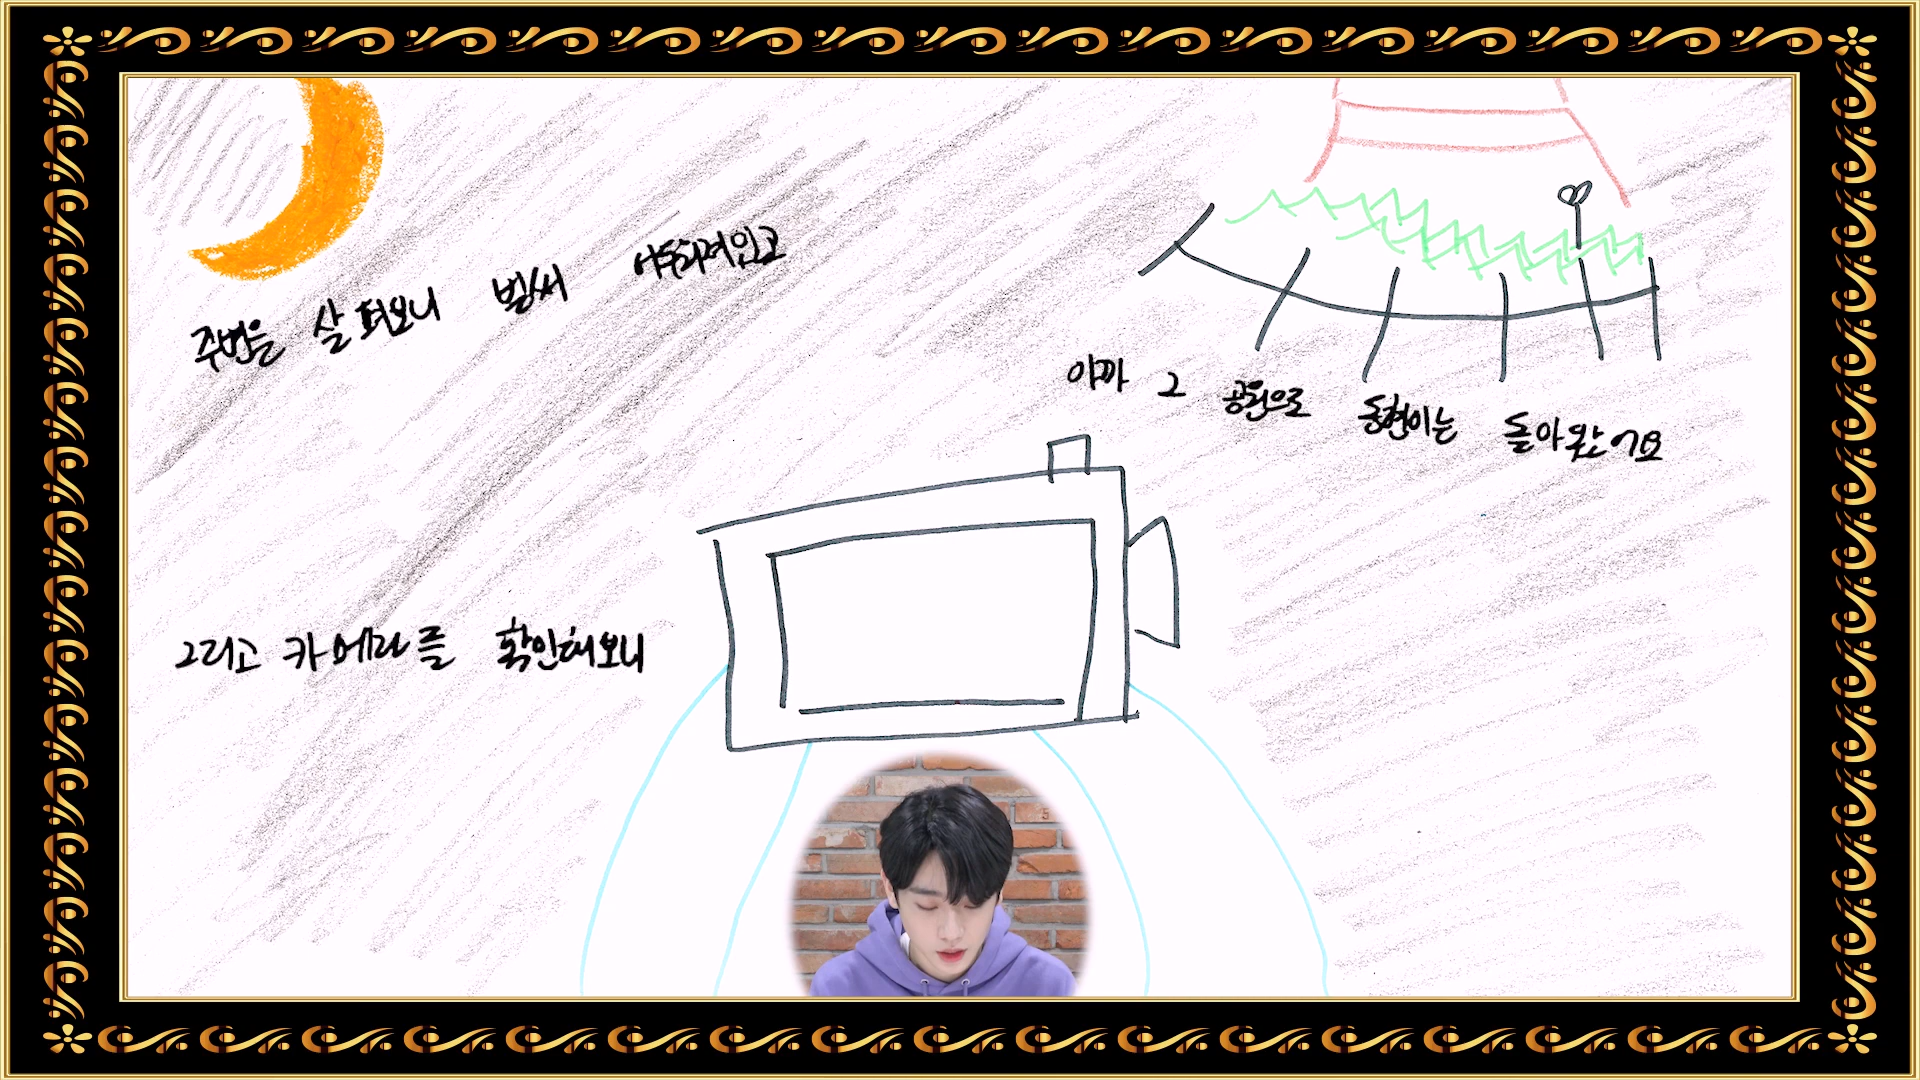 주변을 살펴보니 벌써 어두워져있고
아까 그 공원으로 동현이는 돌아왔어요
그리고 카메라를 확인해보니